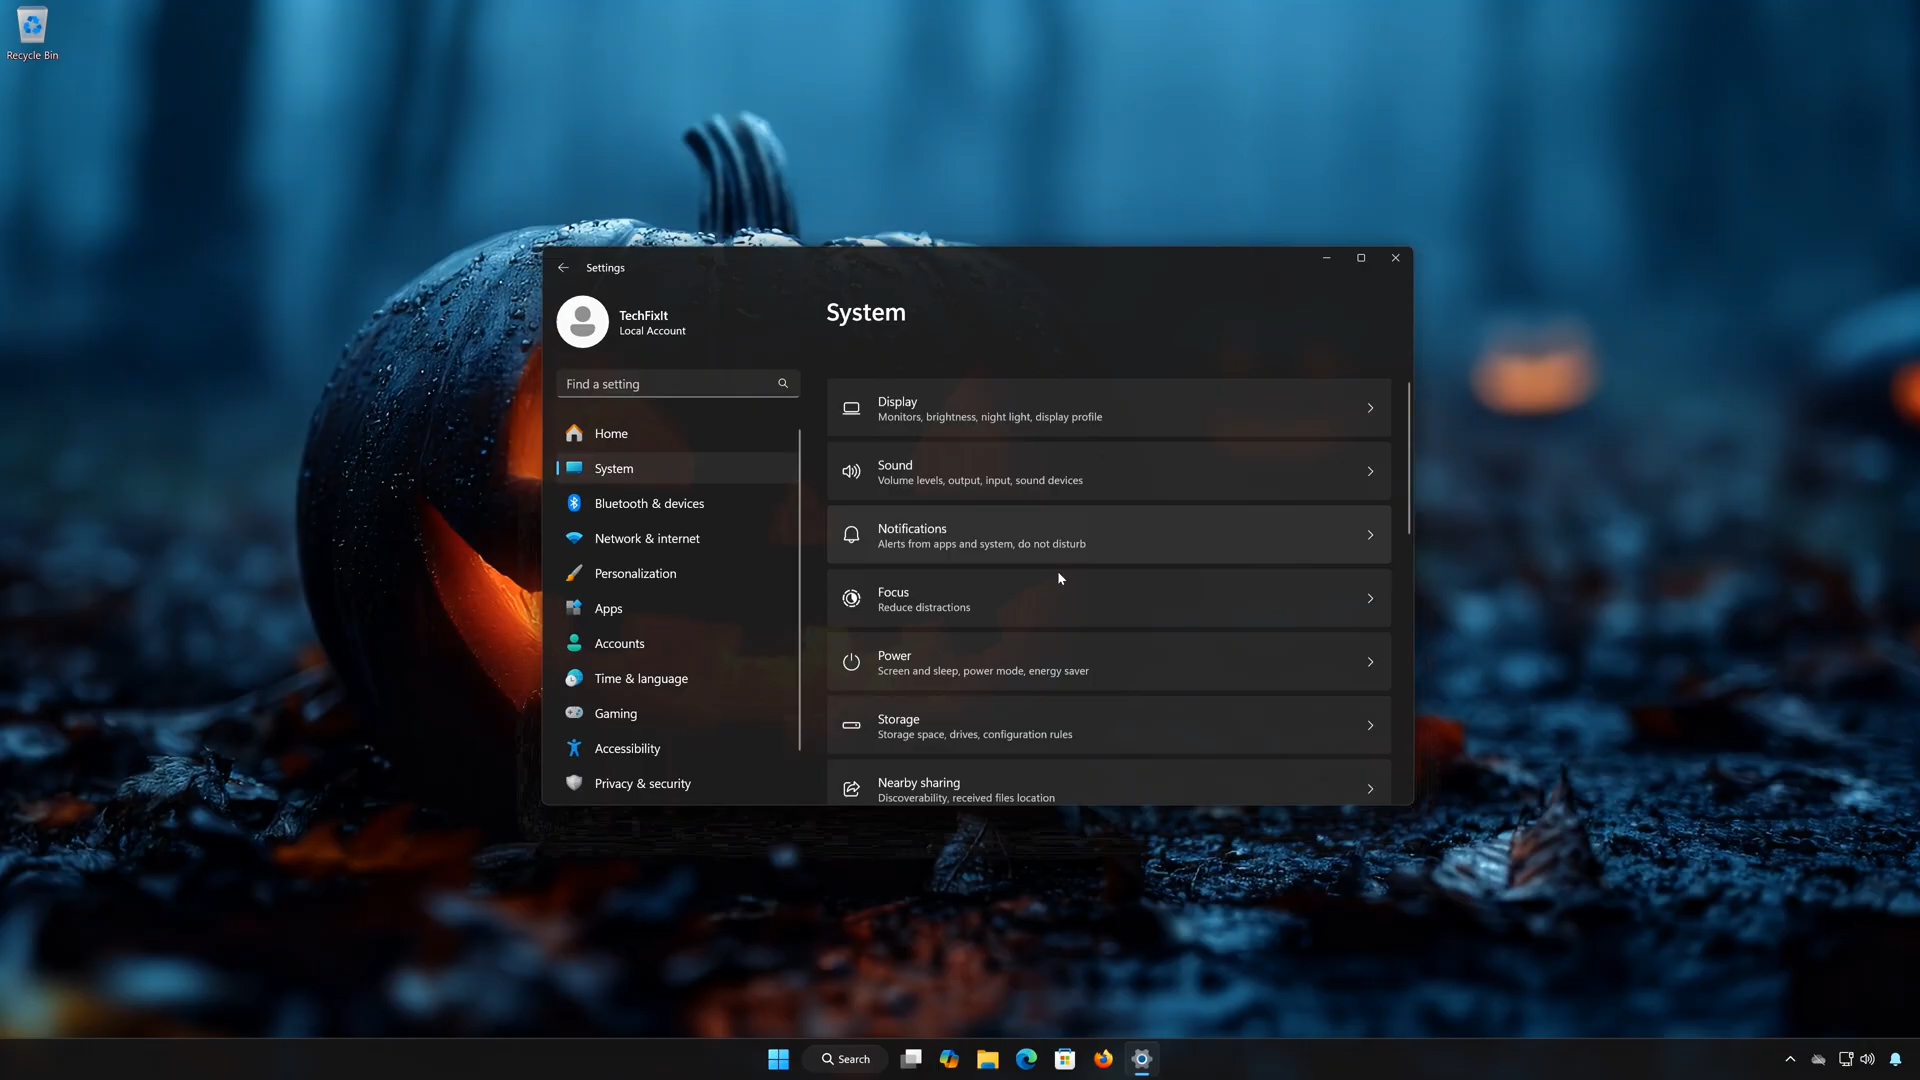 Recycle Bin
Settings
TechFixIt
Local Account
Find a setting
Home
System
Bluetooth & devices
Network & internet
Personalization
Apps
Accounts
Time & language
Gaming
Accessibility
Privacy & security
System
Display
Monitors, brightness, night light, display profile
Sound
Volume levels, output, input, sound devices
Notifications
Alerts from apps and system, do not disturb
Focus
Reduce distractions
Power
Screen and sleep, power mode, energy saver
Storage
Storage space, drives, configuration rules
Nearby sharing
Discoverability, received files location
Search